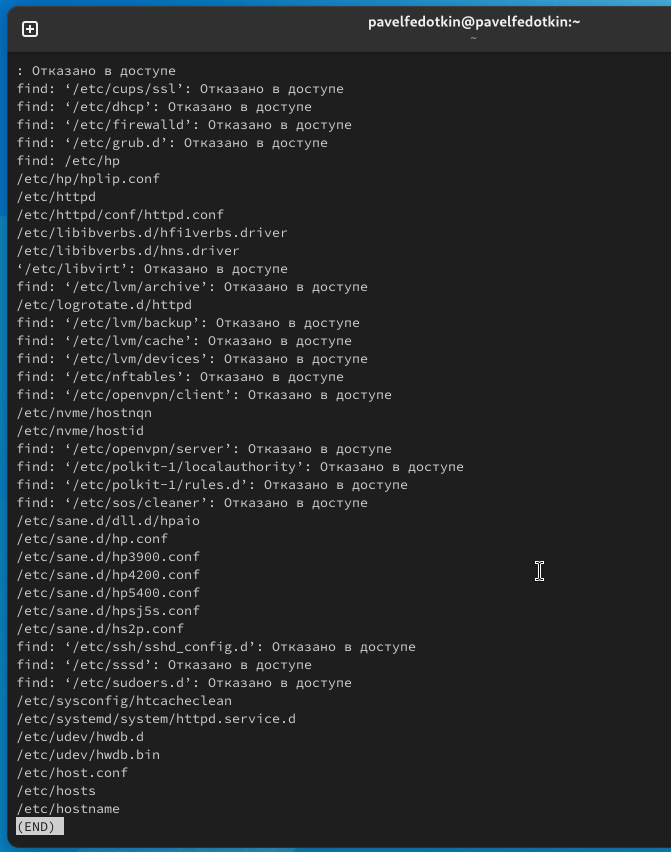 pavelfedotkin@pavelfedotkin:~
~
: Отказано в доступе
find: ‘/etc/cups/ssl’: Отказано в доступе
find: ‘/etc/dhcp’: Отказано в доступе
find: ‘/etc/firewalld’: Отказано в доступе
find: ‘/etc/grub.d’: Отказано в доступе
find: /etc/hp
/etc/hp/hplip.conf
/etc/httpd
/etc/httpd/conf/httpd.conf
/etc/libibverbs.d/hfi1verbs.driver
/etc/libibverbs.d/hns.driver
‘/etc/libvirt’: Отказано в доступе
find: ‘/etc/lvm/archive’: Отказано в доступе
/etc/logrotate.d/httpd
find: ‘/etc/lvm/backup’: Отказано в доступе
find: ‘/etc/lvm/cache’: Отказано в доступе
find: ‘/etc/lvm/devices’: Отказано в доступе
find: ‘/etc/nftables’: Отказано в доступе
find: ‘/etc/openvpn/client’: Отказано в доступе
/etc/nvme/hostnqn
/etc/nvme/hostid
find: ‘/etc/openvpn/server’: Отказано в доступе
find: ‘/etc/polkit-1/localauthority’: Отказано в доступе
find: ‘/etc/polkit-1/rules.d’: Отказано в доступе
find: ‘/etc/sos/cleaner’: Отказано в доступе
/etc/sane.d/dll.d/hpaio
/etc/sane.d/hp.conf
/etc/sane.d/hp3900.conf
/etc/sane.d/hp4200.conf
/etc/sane.d/hp5400.conf
/etc/sane.d/hpsj5s.conf
/etc/sane.d/hs2p.conf
find: ‘/etc/ssh/sshd_config.d’: Отказано в доступе
find: ‘/etc/sssd’: Отказано в доступе
find: ‘/etc/sudoers.d’: Отказано в доступе
/etc/sysconfig/htcacheclean
/etc/systemd/system/httpd.service.d
/etc/udev/hwdb.d
/etc/udev/hwdb.bin
/etc/host.conf
/etc/hosts
/etc/hostname
(END)